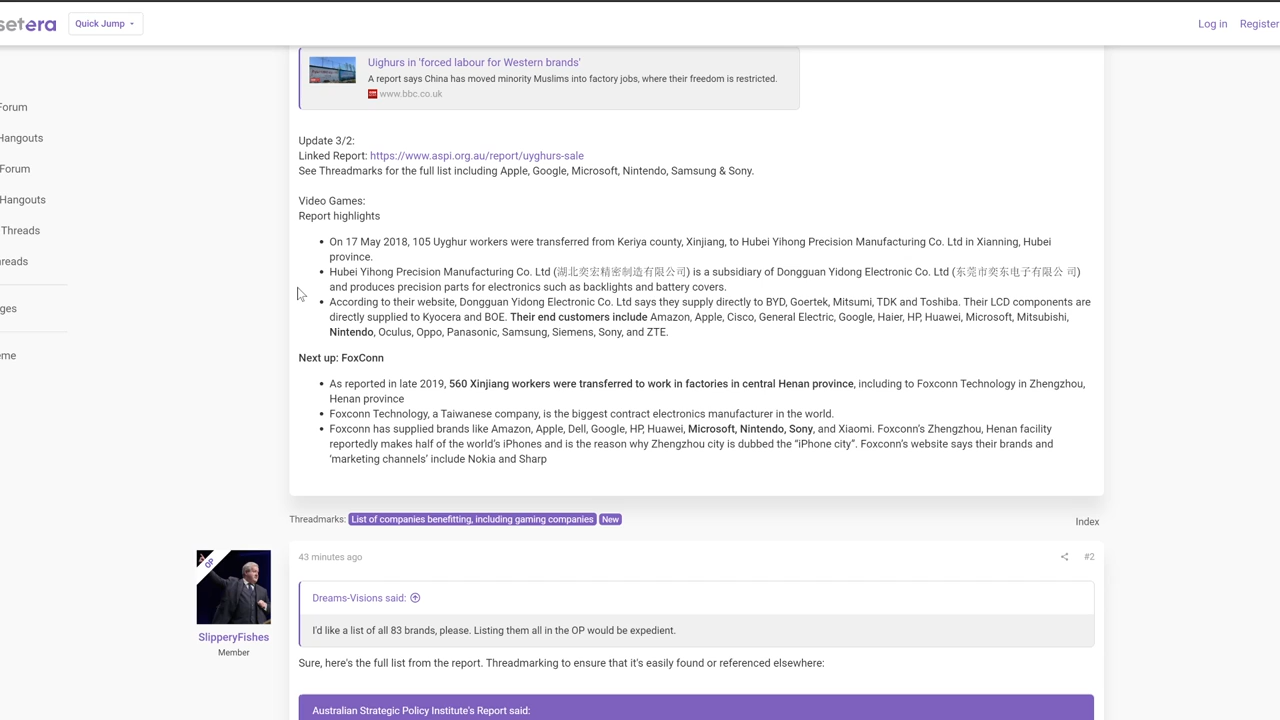 setera
Quick Jump
Log in
Register
Forum
Hangouts
Forum
Hangouts
Threads
reads
ges
eme
Uighurs in 'forced labour for Western brands'
A report says China has moved minority Muslims into factory jobs, where their freedom is restricted.
www.bbc.co.uk
Update 3/2:
Linked Report: https://www.aspi.org.au/report/uyghurs-sale
See Threadmarks for the full list including Apple, Google, Microsoft, Nintendo, Samsung & Sony.
Video Games:
Report highlights
• On 17 May 2018, 105 Uyghur workers were transferred from Keriya county, Xinjiang, to Hubei Yihong Precision Manufacturing Co. Ltd in Xianning, Hubei
province.
• Hubei Yihong Precision Manufacturing Co. Ltd (湖北奕宏精密制造有限公司) is a subsidiary of Dongguan Yidong Electronic Co. Ltd (东莞市奕东电子有限公 司)
and produces precision parts for electronics such as backlights and battery covers.
• According to their website, Dongguan Yidong Electronic Co. Ltd says they supply directly to BYD, Goertek, Mitsumi, TDK and Toshiba. Their LCD components are
directly supplied to Kyocera and BOE. Their end customers include Amazon, Apple, Cisco, General Electric, Google, Haier, HP, Huawei, Microsoft, Mitsubishi,
Nintendo, Oculus, Oppo, Panasonic, Samsung, Siemens, Sony, and ZTE.
Next up: FoxConn
• As reported in late 2019, 560 Xinjiang workers were transferred to work in factories in central Henan province, including to Foxconn Technology in Zhengzhou,
Henan province
• Foxconn Technology, a Taiwanese company, is the biggest contract electronics manufacturer in the world.
• Foxconn has supplied brands like Amazon, Apple, Dell, Google, HP, Huawei, Microsoft, Nintendo, Sony, and Xiaomi. Foxconn’s Zhengzhou, Henan facility
reportedly makes half of the world’s iPhones and is the reason why Zhengzhou city is dubbed the “iPhone city”. Foxconn’s website says their brands and
‘marketing channels’ include Nokia and Sharp
Threadmarks: List of companies benefitting, including gaming companies New
Index
OP
SlipperyFishes
Member
43 minutes ago
#2
Dreams-Visions said:
I'd like a list of all 83 brands, please. Listing them all in the OP would be expedient.
Sure, here's the full list from the report. Threadmarking to ensure that it's easily found or referenced elsewhere:
Australian Strategic Policy Institute's Report said: